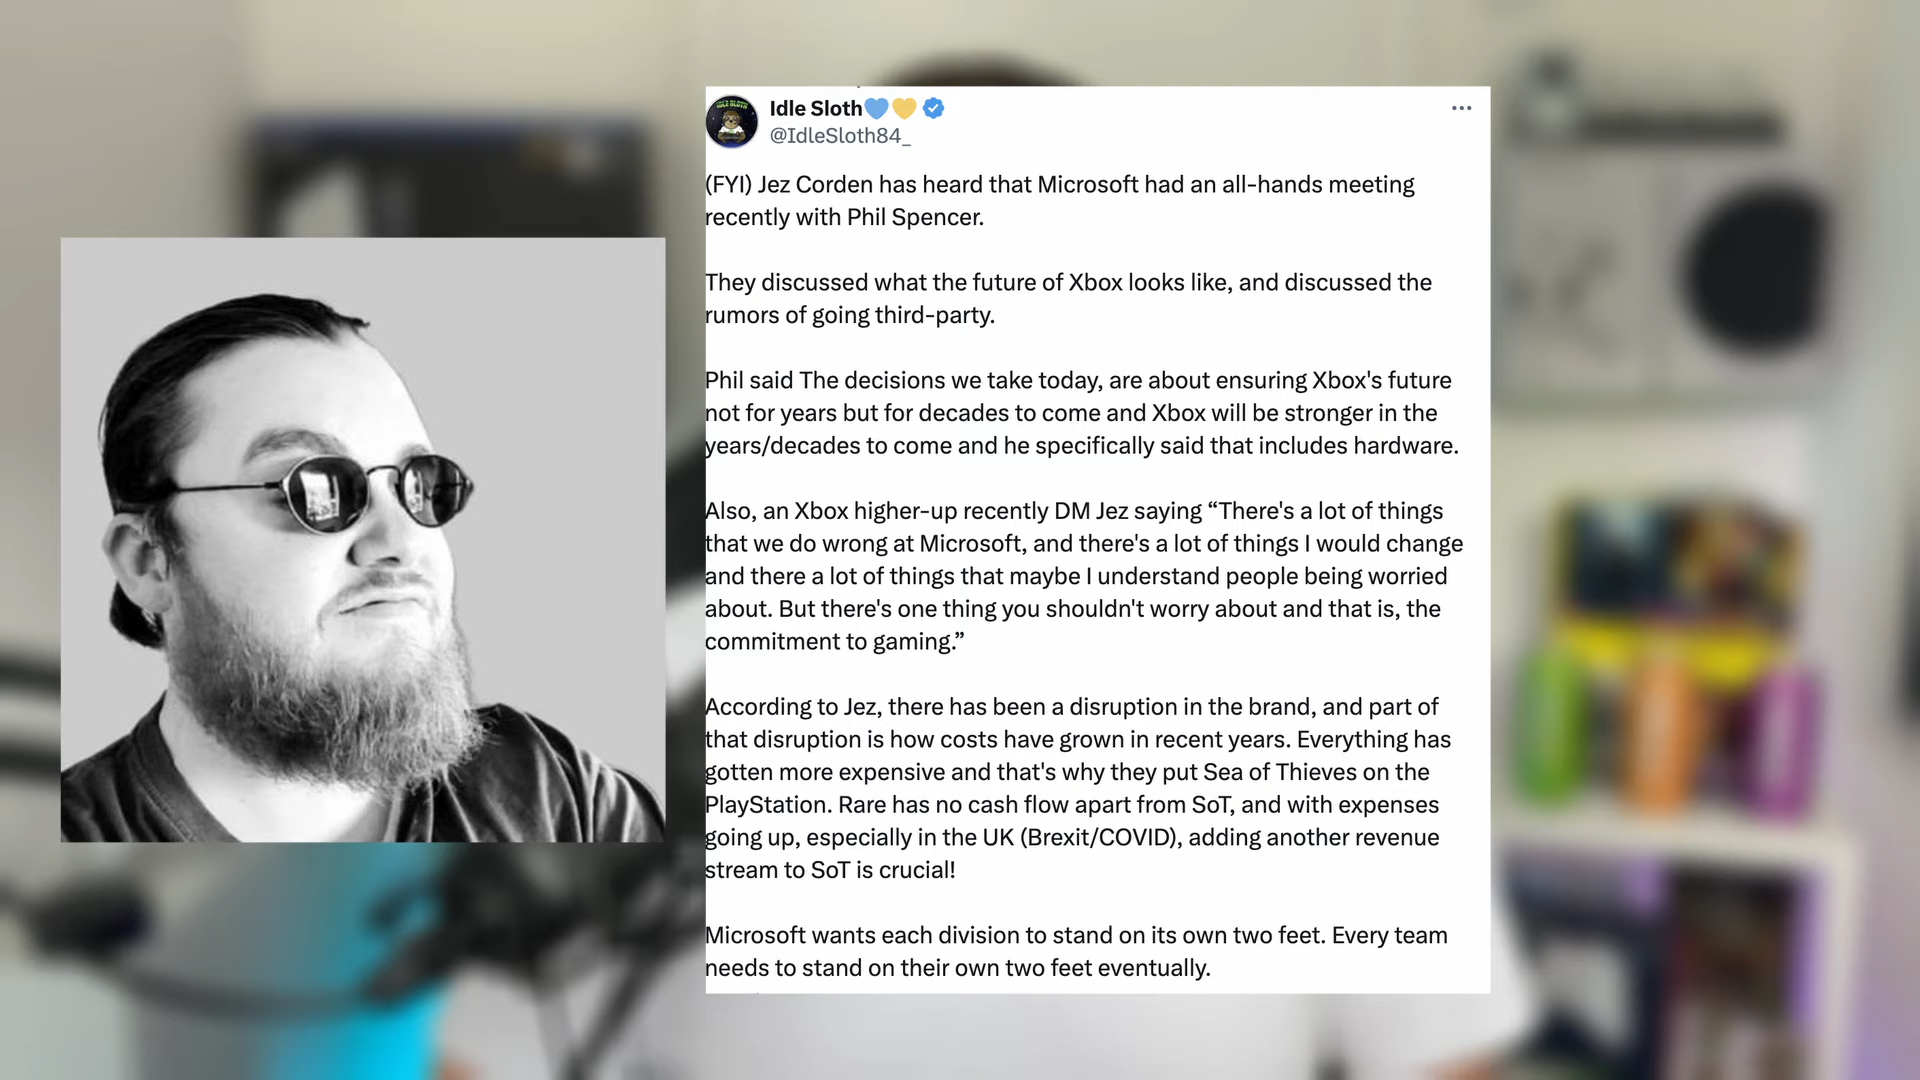 Idle Sloth💙💛
@IdleSloth84_
(FYI) Jez Corden has heard that Microsoft had an all-hands meeting
recently with Phil Spencer.
They discussed what the future of Xbox looks like, and discussed the
rumors of going third-party.
Phil said The decisions we take today, are about ensuring Xbox's future
not for years but for decades to come and Xbox will be stronger in the
years/decades to come and he specifically said that includes hardware.
Also, an Xbox higher-up recently DM Jez saying “There's a lot of things
that we do wrong at Microsoft, and there's a lot of things I would change
and there a lot of things that maybe I understand people being worried
about. But there's one thing you shouldn't worry about and that is, the
commitment to gaming.”
According to Jez, there has been a disruption in the brand, and part of
that disruption is how costs have grown in recent years. Everything has
gotten more expensive and that's why they put Sea of Thieves on the
PlayStation. Rare has no cash flow apart from SoT, and with expenses
going up, especially in the UK (Brexit/COVID), adding another revenue
stream to SoT is crucial!
Microsoft wants each division to stand on its own two feet. Every team
needs to stand on their own two feet eventually.